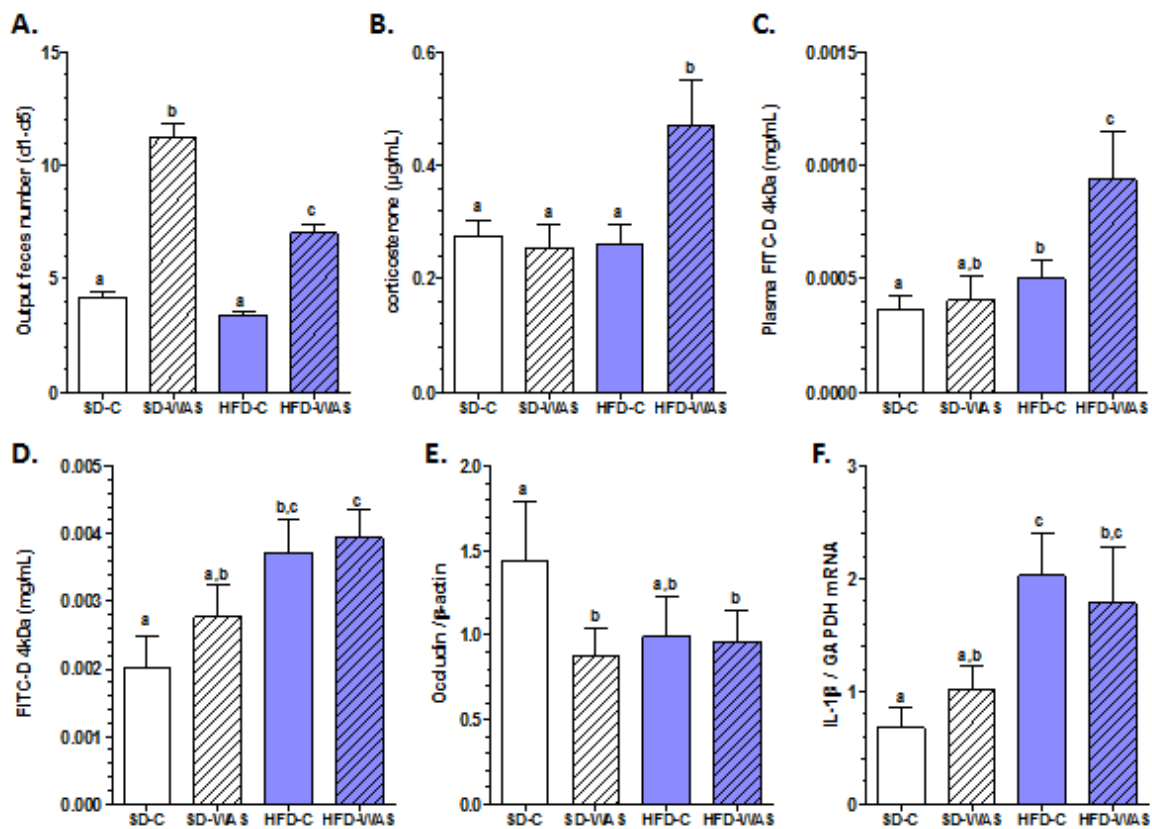 A.
Output feces number (d1-d5)
15
10
5
0
a
b
a
c
SD-C
SD-WAS
HFD-C
HFD-WAS
B.
corticosterone (µg/mL)
0.6
0.4
0.2
0.0
a
a
a
b
SD-C
SD-WAS
HFD-C
HFD-WAS
C.
Plasma FITC-D 4kDa (mg/mL)
0.0015
0.0010
0.0005
0.0000
a
a,b
b
c
SD-C
SD-WAS
HFD-C
HFD-WAS
D.
FITC-D 4kDa (mg/mL)
0.005
0.004
0.003
0.002
0.001
0.000
a
a,b
b,c
c
SD-C
SD-WAS
HFD-C
HFD-WAS
E.
Occludin /β-actin
2.0
1.5
1.0
0.5
0.0
a
b
a,b
b
SD-C
SD-WAS
HFD-C
HFD-WAS
F.
IL-1β / GAPDH mRNA
3
2
1
0
a
a,b
c
b,c
SD-C
SD-WAS
HFD-C
HFD-WAS